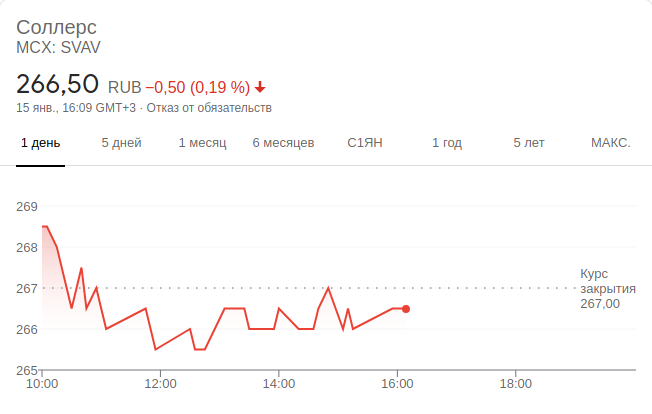 Соллерс
MCX: SVAV
266,50 RUB −0,50 (0,19 %)
15 янв., 16:09 GMT+3 · Отказ от обязательств
1 день 5 дней 1 месяц 6 месяцев С1ЯН 1 год 5 лет МАКС.
269
268
267
266
265
Курс
закрытия
267,00
10:00 12:00 14:00 16:00 18:00